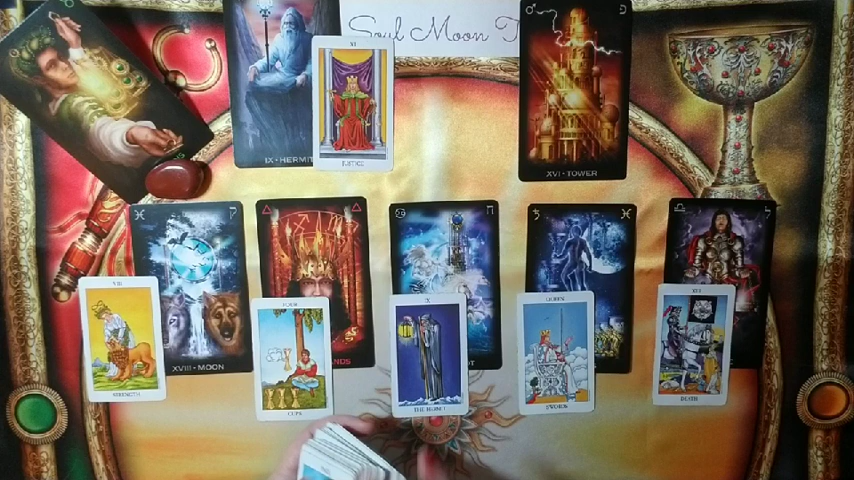 Soul Moon T
IX · HERMIT
XI
JUSTICE
XVI · TOWER
XVIII · MOON
VIII
STRENGTH
FOUR
CUPS
IX
THE HERMIT
QUEEN
SWORDS
XIII
DEATH